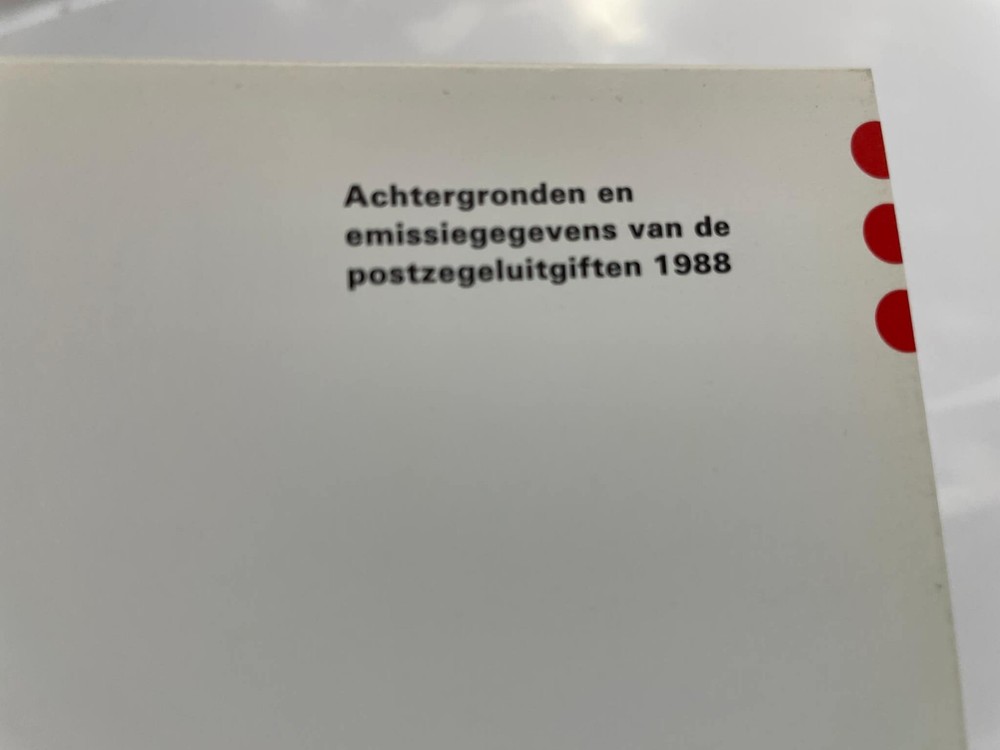 Achtergronden en
emissiegegevens van de
postzegeluitgiften 1988